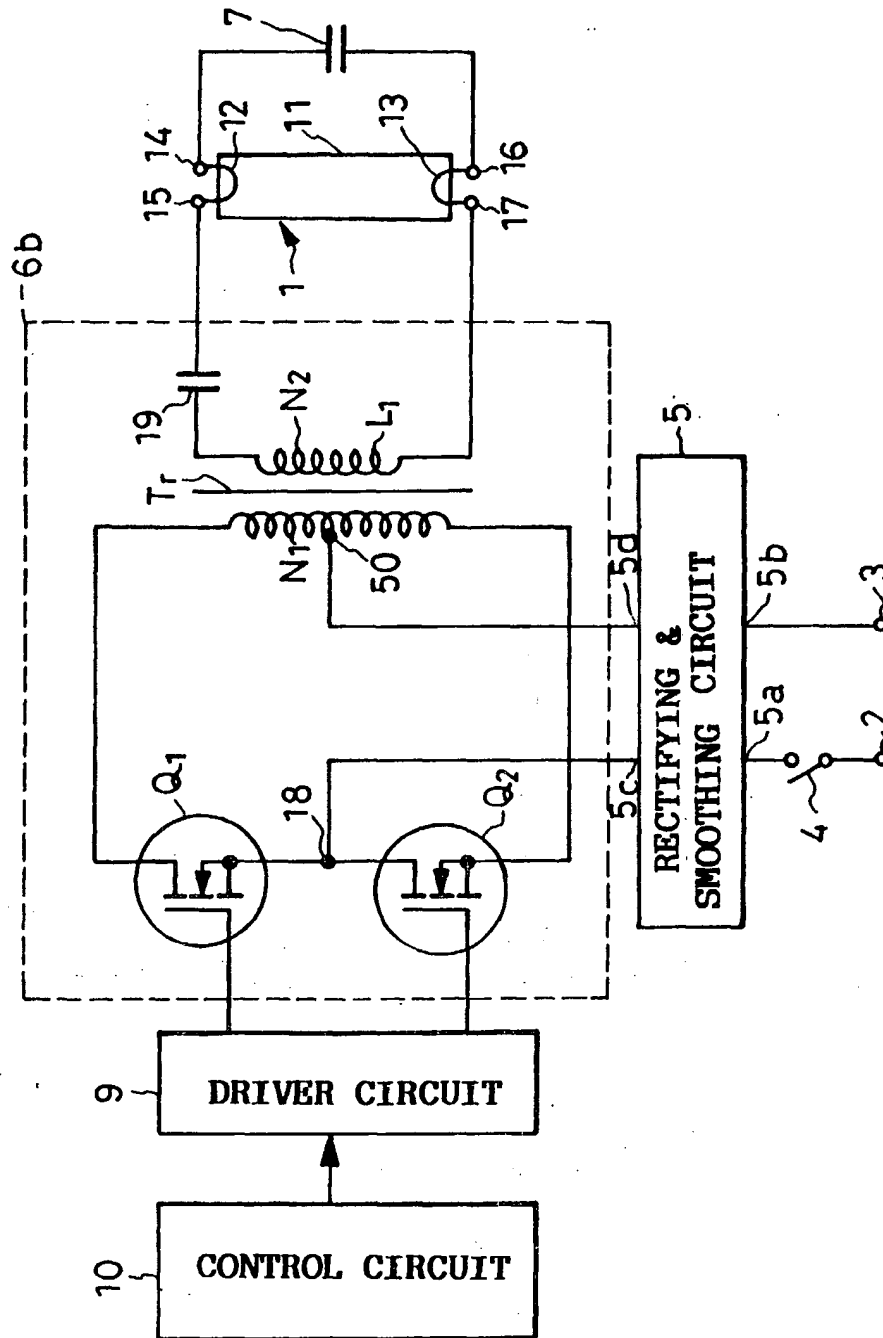 6b
7
14
15
12
11
13
16
17
1
19
N2
L1
Tr
N1
50
Q1
18
Q2
5d
5c
5
RECTIFYING &
SMOOTHING CIRCUIT
5b
5a
3
2
4
9
DRIVER CIRCUIT
10
CONTROL CIRCUIT